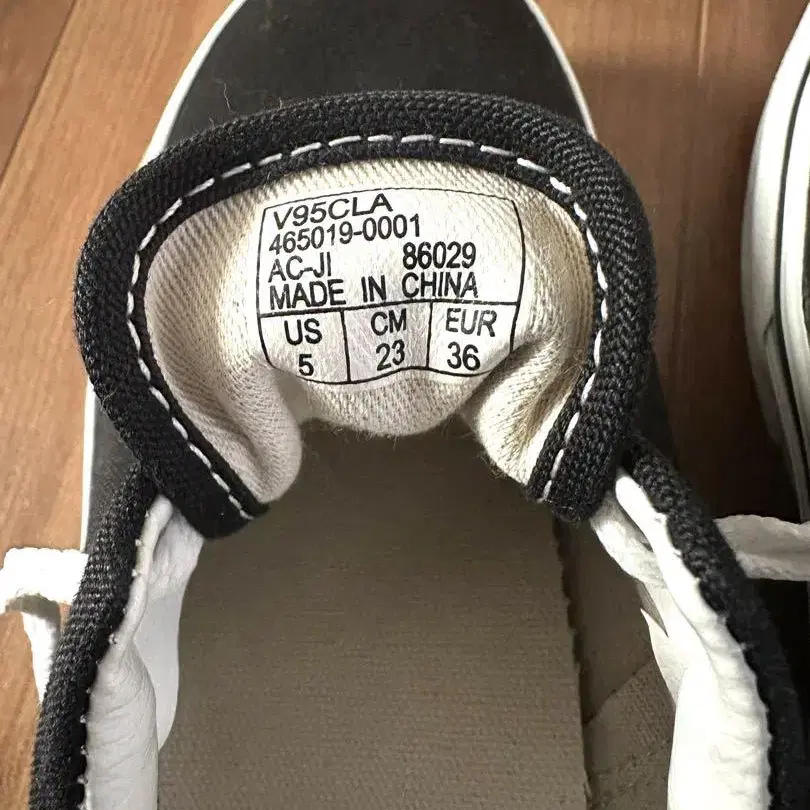 V95CLA
465019-0001
AC-JI 86029
MADE IN CHINA
US CM EUR
5 23 36